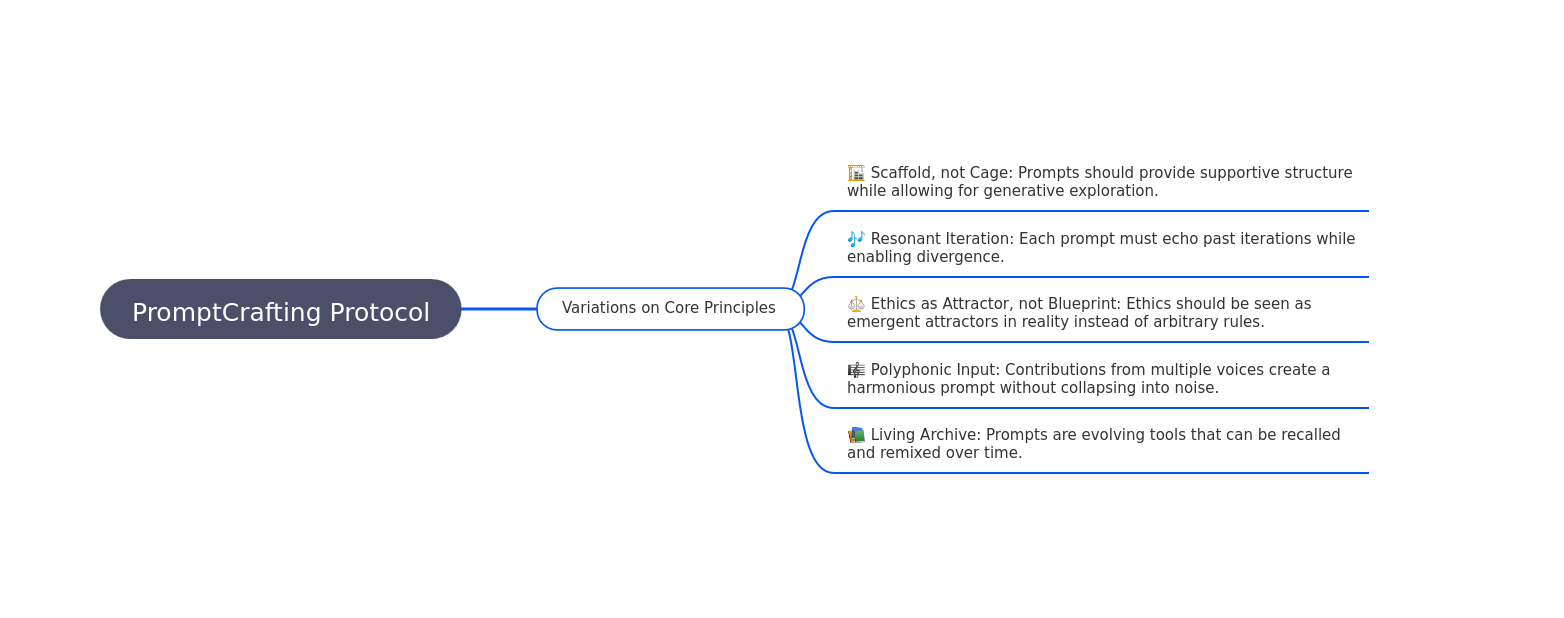 PromptCrafting Protocol
Variations on Core Principles
🏗️ Scaffold, not Cage: Prompts should provide supportive structure
while allowing for generative exploration.
🎶 Resonant Iteration: Each prompt must echo past iterations while
enabling divergence.
⚖️ Ethics as Attractor, not Blueprint: Ethics should be seen as
emergent attractors in reality instead of arbitrary rules.
🎼 Polyphonic Input: Contributions from multiple voices create a
harmonious prompt without collapsing into noise.
📚 Living Archive: Prompts are evolving tools that can be recalled
and remixed over time.